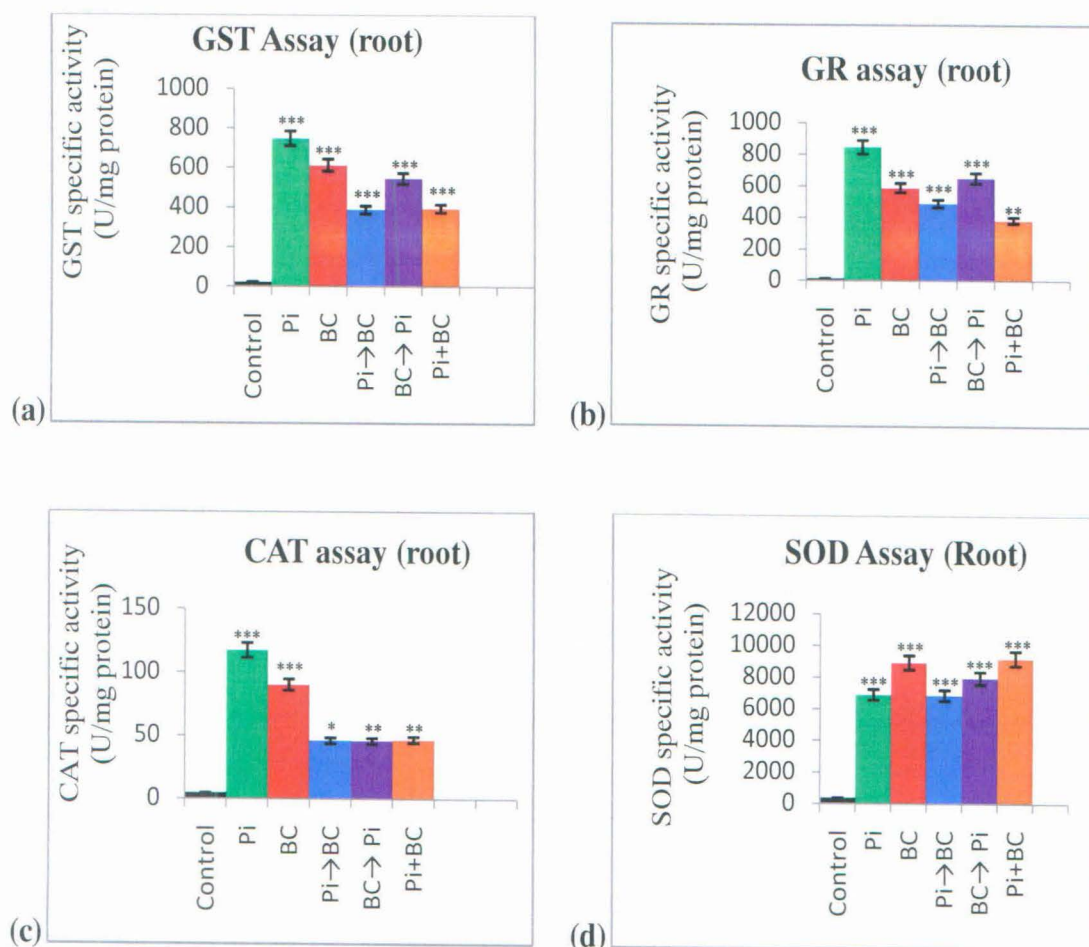 GST Assay (root)
GST specific activity
(U/mg protein)
1000
800
600
400
200
0
***
***
***
***
***
Control
Pi
BC
Pi→BC
BC→ Pi
Pi+BC
(a)
GR assay (root)
GR specific activity
(U/mg protein)
1000
800
600
400
200
0
***
***
***
***
**
Control
Pi
BC
Pi→BC
BC→ Pi
Pi+BC
(b)
CAT assay (root)
CAT specific activity
(U/mg protein)
150
100
50
0
***
***
*
**
**
Control
Pi
BC
Pi→BC
BC→ Pi
Pi+BC
(c)
SOD Assay (Root)
SOD specific activity
(U/mg protein)
12000
10000
8000
6000
4000
2000
0
***
***
***
***
***
Control
Pi
BC
Pi→BC
BC→ Pi
Pi+BC
(d)